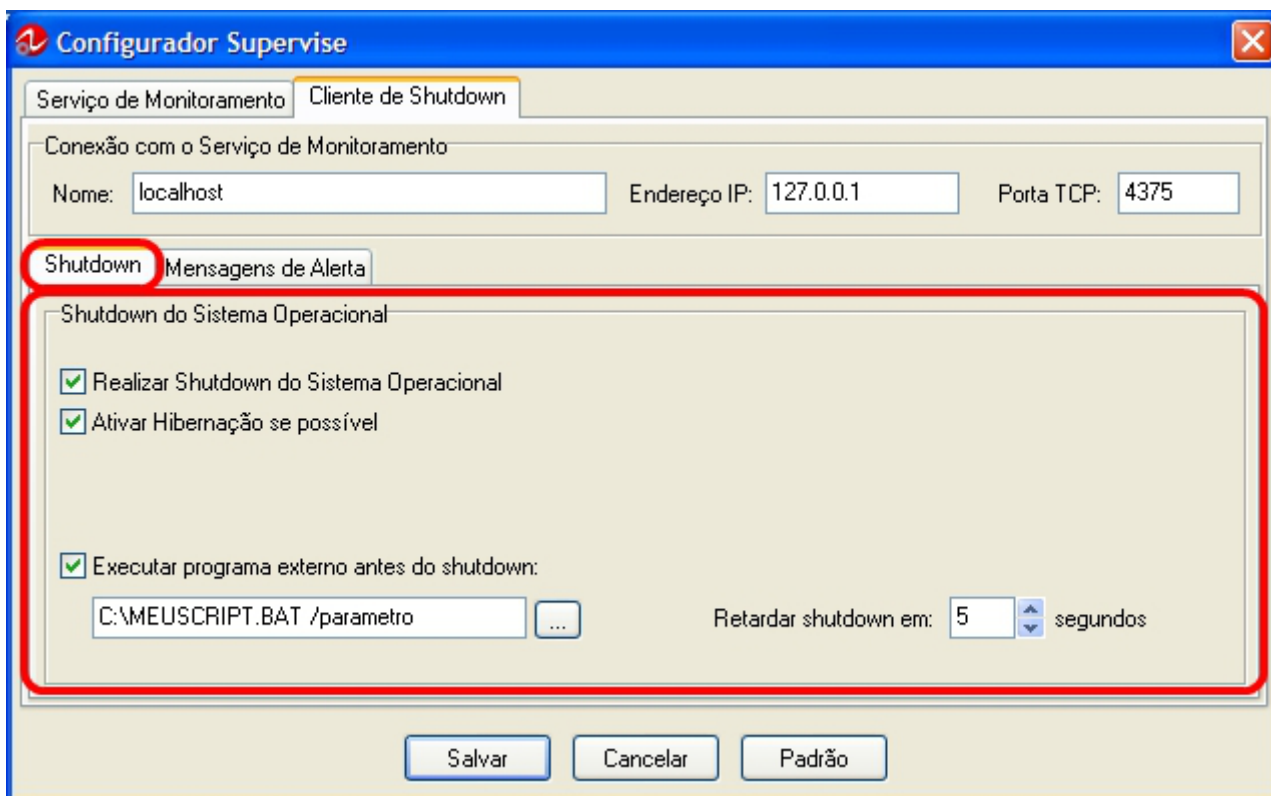 Configurador Supervise
Serviço de Monitoramento Cliente de Shutdown
Conexão com o Serviço de Monitoramento
Nome: localhost Endereço IP: 127.0.0.1 Porta TCP: 4375
Shutdown Mensagens de Alerta
Shutdown do Sistema Operacional
Realizar Shutdown do Sistema Operacional
Ativar Hibernação se possível
Executar programa externo antes do shutdown:
C:\MEUSCRIPT.BAT /parametro ... Retardar shutdown em: 5 segundos
Salvar Cancelar Padrão